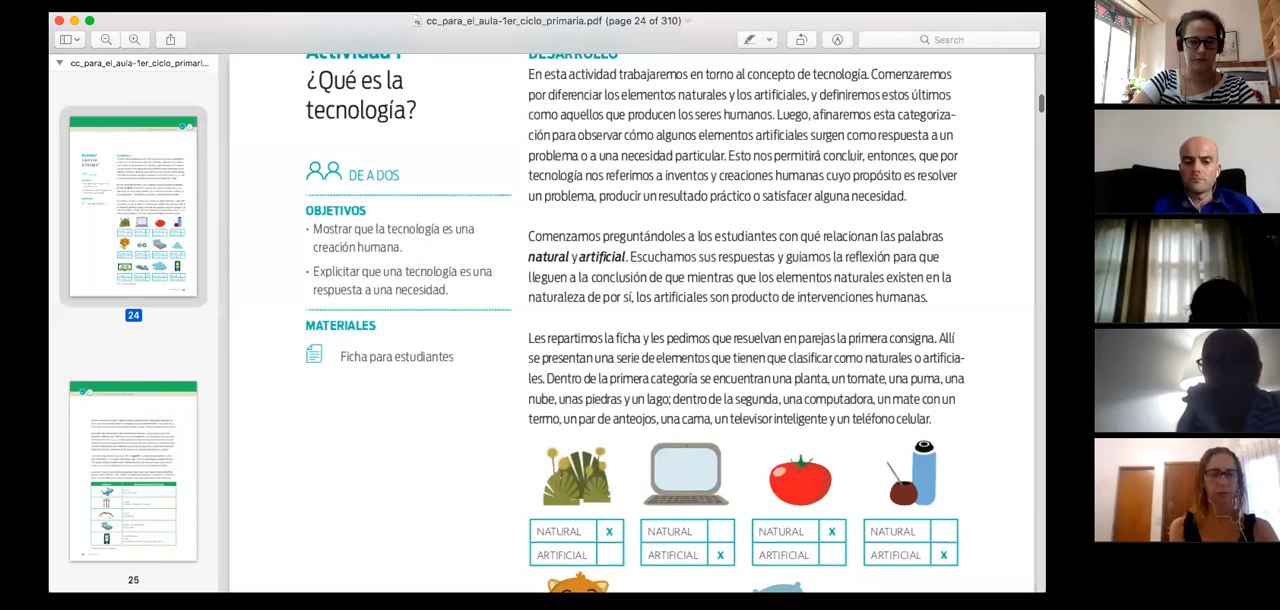 cc_para_el_aula-1er_ciclo_primaria.pdf (page 24 of 310)
Search
cc_para_el_aula-1er_ciclo_primari...
24
25
Actividad 1
¿Qué es la
tecnología?
DE A DOS
OBJETIVOS
· Mostrar que la tecnología es una
creación humana.
· Explicitar que una tecnología es una
respuesta a una necesidad.
MATERIALES
Ficha para estudiantes
DESARROLLO
En esta actividad trabajaremos en torno al concepto de tecnología. Comenzaremos
por diferenciar los elementos naturales y los artificiales, y definiremos estos últimos
como aquellos que producen los seres humanos. Luego, afinaremos esta categoriza-
ción para observar cómo algunos elementos artificiales surgen como respuesta a un
problema o a una necesidad particular. Esto nos permitirá concluir, entonces, que por
tecnología nos referimos a inventos y creaciones humanas cuyo propósito es resolver
un problema, producir un resultado práctico o satisfacer alguna necesidad.
Comenzamos preguntándoles a los estudiantes con qué relacionan las palabras
natural y artificial. Escuchamos sus respuestas y guiamos la reflexión para que
lleguen a la conclusión de que mientras que los elementos naturales existen en la
naturaleza de por sí, los artificiales son producto de intervenciones humanas.
Les repartimos la ficha y les pedimos que resuelvan en parejas la primera consigna. Allí
se presentan una serie de elementos que tienen que clasificar como naturales o artificia-
les. Dentro de la primera categoría se encuentran una planta, un tomate, una puma, una
nube, unas piedras y un lago; dentro de la segunda, una computadora, un mate con un
termo, un par de anteojos, una cama, un televisor inteligente y un teléfono celular.
NATURAL X NATURAL NATURAL X NATURAL
ARTIFICIAL ARTIFICIAL X ARTIFICIAL ARTIFICIAL X